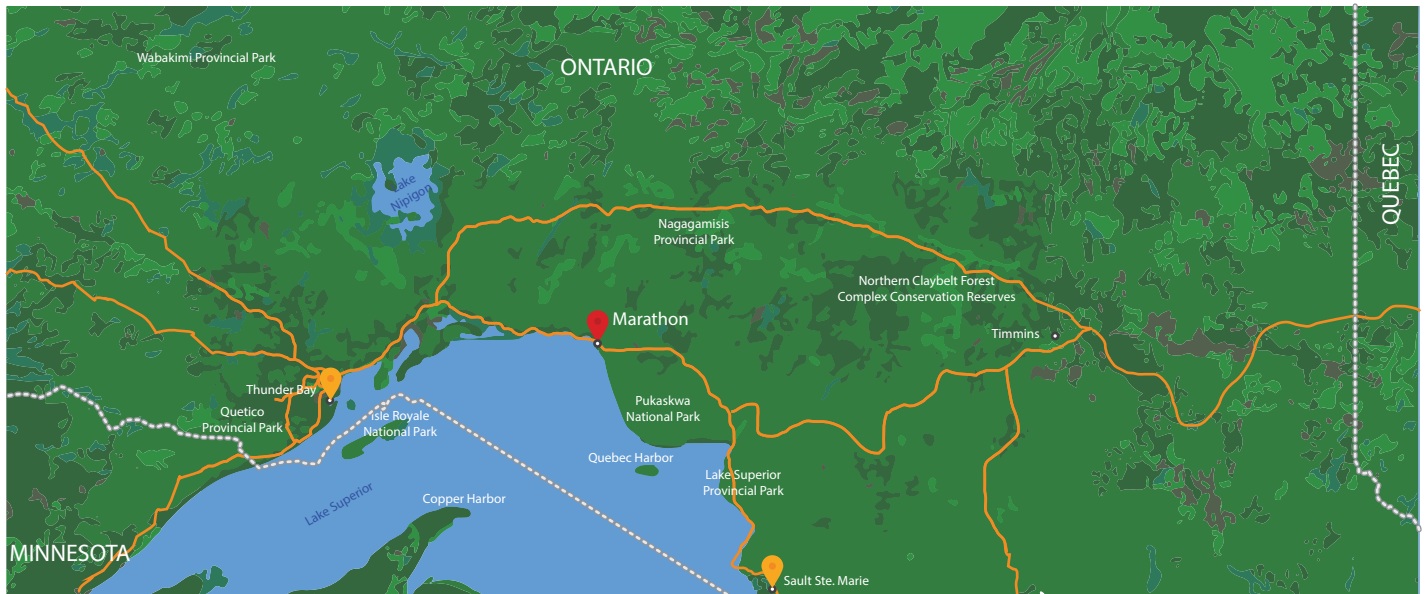 Wabakimi Provincial Park
ONTARIO
QUEBEC
Lake
Nipigon
Nagagamisis
Provincial Park
Northern Claybelt Forest
Complex Conservation Reserves
Marathon
Timmins
Thunder Bay
Quetico
Provincial Park
Isle Royale
National Park
Pukaskwa
National Park
Quebec Harbor
Lake Superior
Provincial Park
Lake Superior
Copper Harbor
MINNESOTA
Sault Ste. Marie